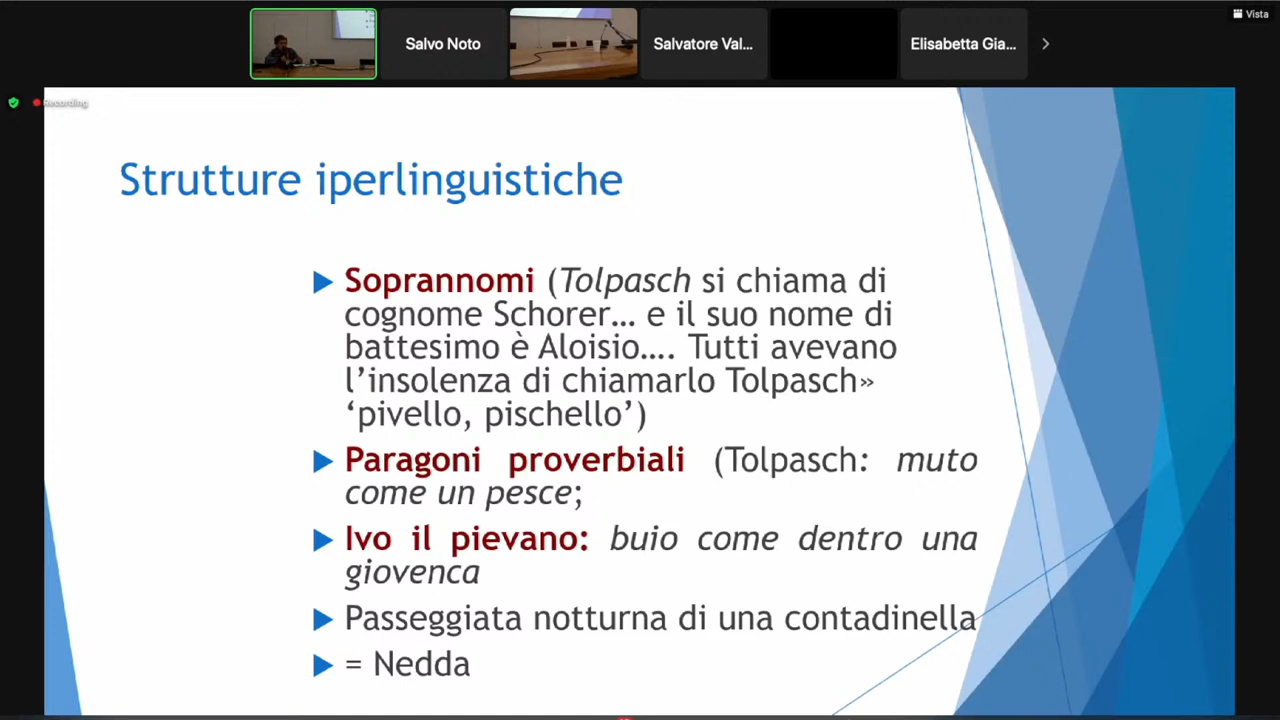 Vista
Salvo Noto
Salvatore Val...
Elisabetta Gia...
Recording
Strutture iperlinguistiche
Soprannomi (Tolpasch si chiama di
cognome Schorer… e il suo nome di
battesimo è Aloisio…. Tutti avevano
l’insolenza di chiamarlo Tolpasch»
‘pivello, pischello’)
Paragoni proverbiali (Tolpasch: muto
come un pesce;
Ivo il pievano: buio come dentro una
giovenca
Passeggiata notturna di una contadinella
= Nedda